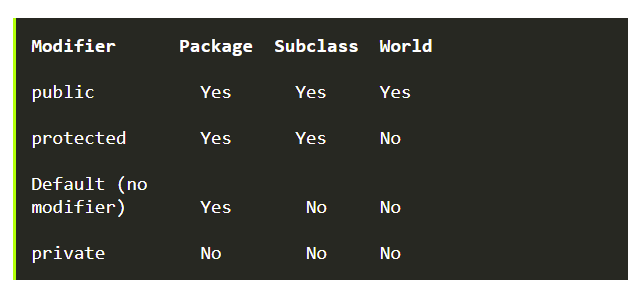 Modifier Package Subclass World
public Yes Yes Yes
protected Yes Yes No
Default (no
modifier) Yes No No
private No No No